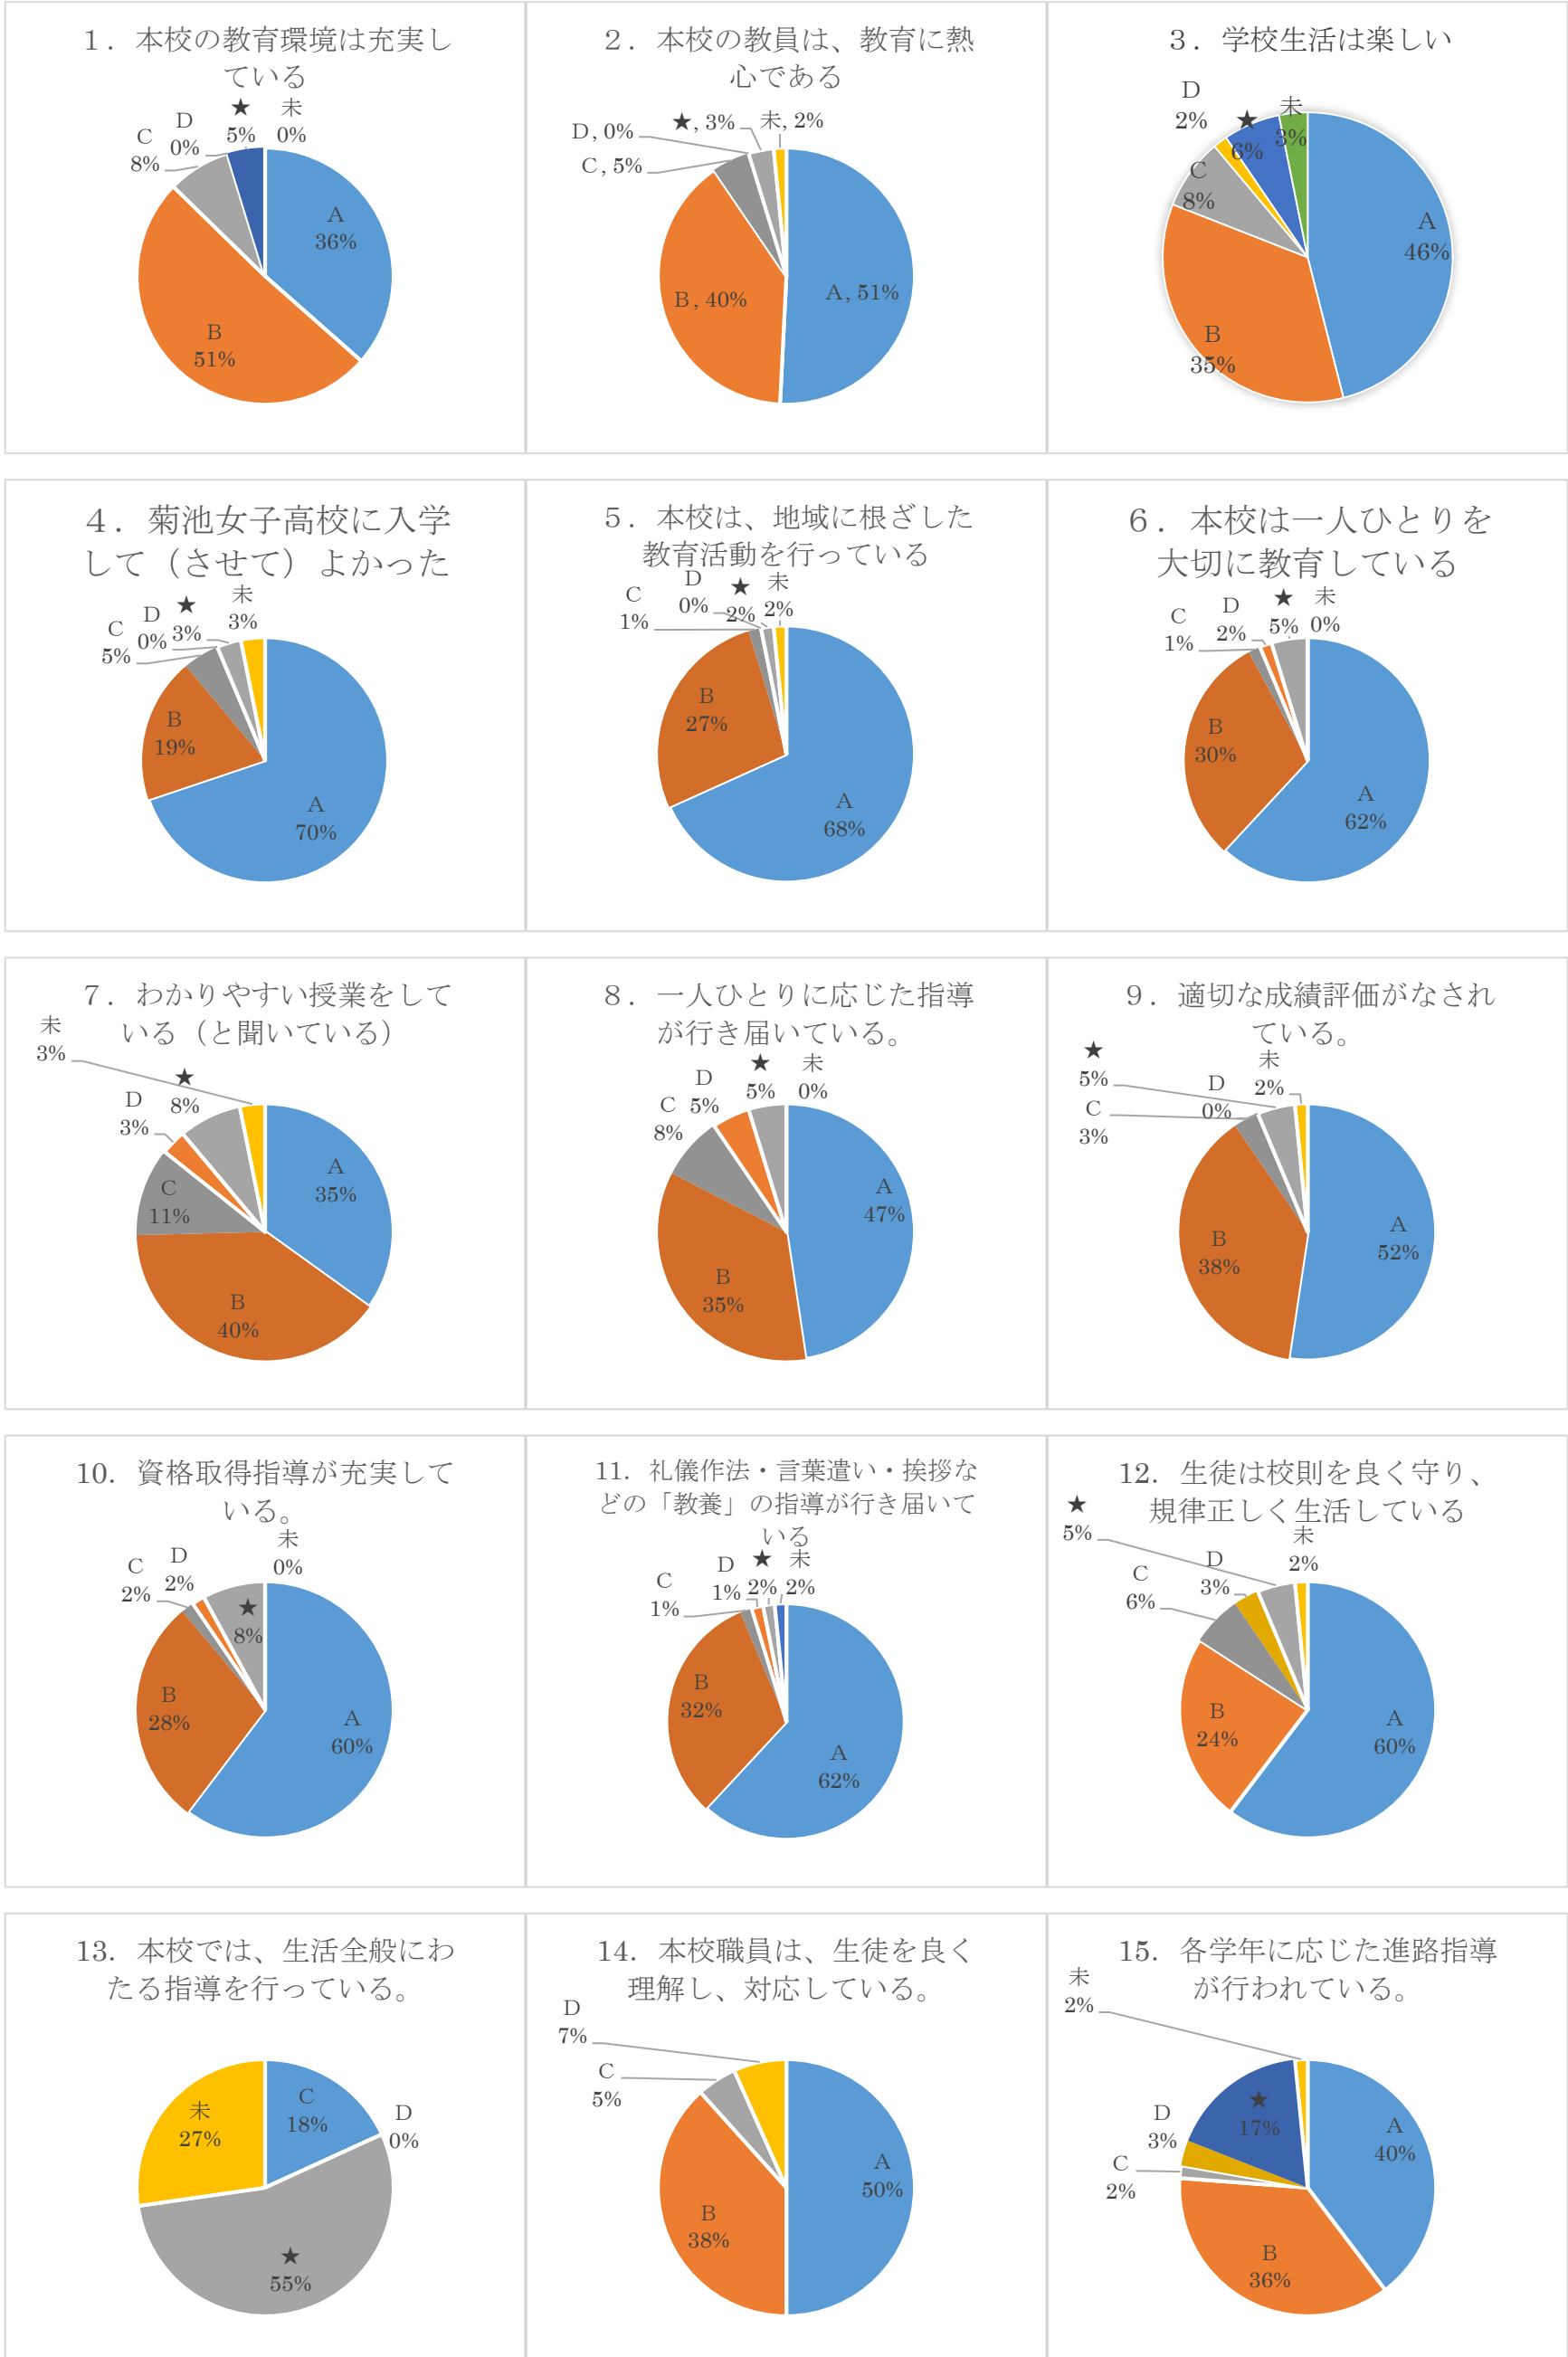 １．本校の教育環境は充実し
ている
A
36%
B
51%
C
8%
D
0%
★
5%
未
0%
２．本校の教員は、教育に熱
心である
A, 51%
B, 40%
C, 5%
D, 0%
★, 3%
未, 2%
３．学校生活は楽しい
A
46%
B
35%
C
8%
D
2%
★
6%
未
3%
４．菊池女子高校に入学
して（させて）よかった
A
70%
B
19%
C
5%
D
0%
★
3%
未
3%
５．本校は、地域に根ざした
教育活動を行っている
A
68%
B
27%
C
1%
D
0%
★
2%
未
2%
６．本校は一人ひとりを
大切に教育している
A
62%
B
30%
C
1%
D
2%
★
5%
未
0%
７．わかりやすい授業をして
いる（と聞いている）
A
35%
B
40%
C
11%
D
3%
★
8%
未
3%
８．一人ひとりに応じた指導
が行き届いている。
A
47%
B
35%
C
8%
D
5%
★
5%
未
0%
９．適切な成績評価がなされ
ている。
A
52%
B
38%
C
3%
D
0%
★
5%
未
2%
10．資格取得指導が充実して
いる。
A
60%
B
28%
C
2%
D
2%
★
8%
未
0%
11．礼儀作法・言葉遣い・挨拶な
どの「教養」の指導が行き届いて
いる
A
62%
B
32%
C
1%
D
1%
★
2%
未
2%
12．生徒は校則を良く守り、
規律正しく生活している
A
60%
B
24%
C
6%
D
3%
★
5%
未
2%
13．本校では、生活全般にわ
たる指導を行っている。
C
18%
D
0%
★
55%
未
27%
14．本校職員は、生徒を良く
理解し、対応している。
A
50%
B
38%
C
5%
D
7%
15．各学年に応じた進路指導
が行われている。
A
40%
B
36%
C
2%
D
3%
★
17%
未
2%